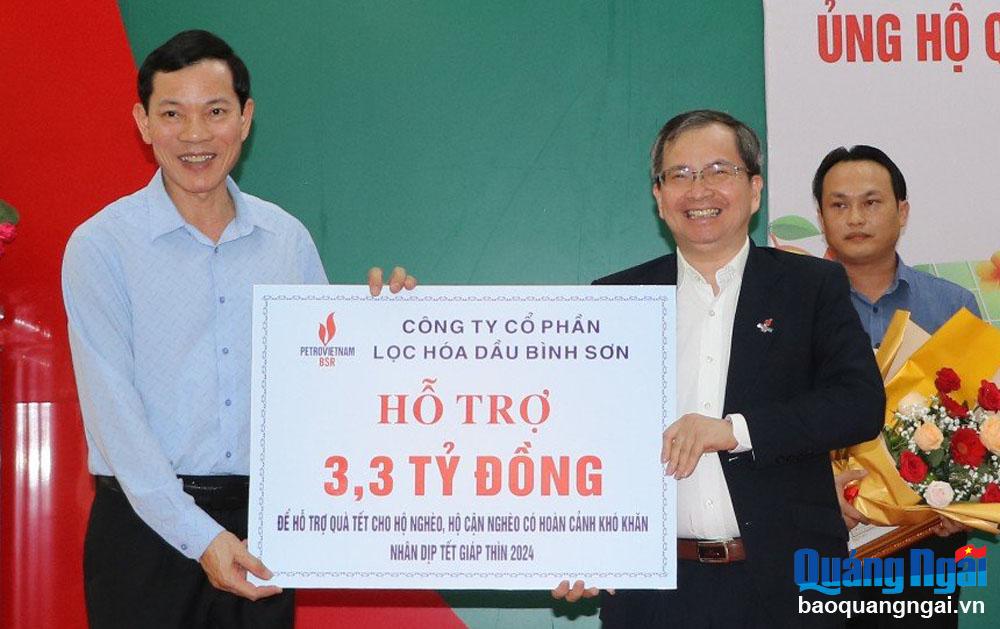 ỦNG HỘ Q
PETROVIETNAM
BSR
CÔNG TY CỔ PHẦN
LỌC HÓA DẦU BÌNH SƠN
HỖ TRỢ
3,3 TỶ ĐỒNG
ĐỂ HỖ TRỢ QUÀ TẾT CHO HỘ NGHÈO, HỘ CẬN NGHÈO CÓ HOÀN CẢNH KHÓ KHĂN
NHÂN DỊP TẾT GIÁP THÌN 2024
Quảng Ngãi
baoquangngai.vn